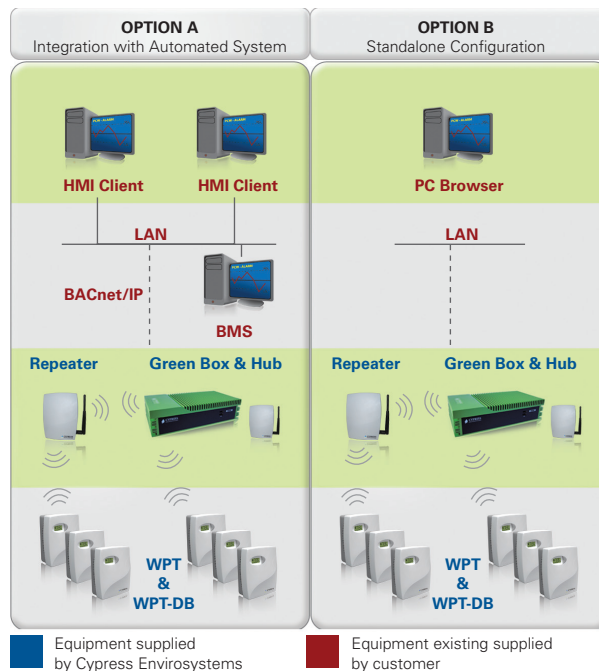 OPTION A
Integration with Automated System
OPTION B
Standalone Configuration
HMI Client
HMI Client
PC Browser
LAN
LAN
BACnet/IP
BMS
Repeater
Green Box & Hub
Repeater
Green Box & Hub
WPT
&
WPT-DB
WPT
&
WPT-DB
Equipment supplied
by Cypress Envirosystems
Equipment existing supplied
by customer